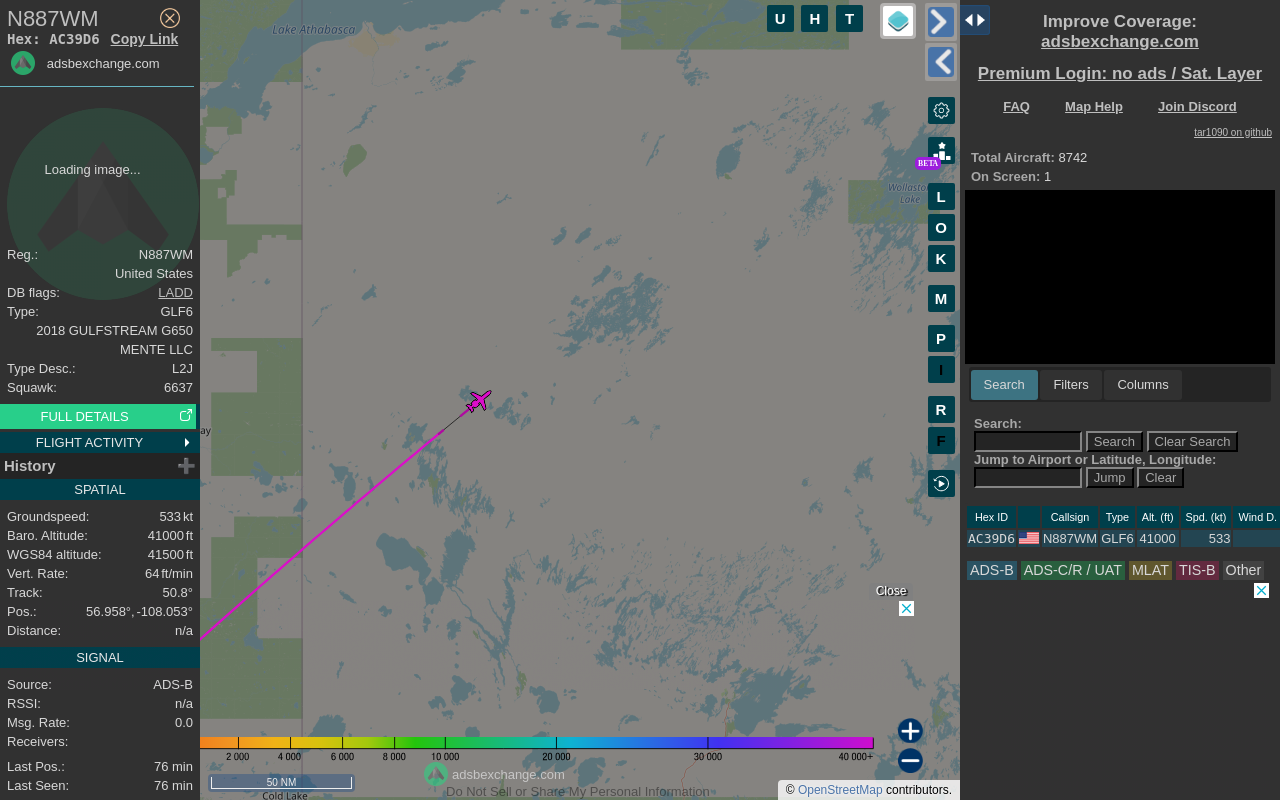 N887WM
Hex: AC39D6 Copy Link
adsbexchange.com
Loading image...
Reg.: N887WM
United States
DB flags: LADD
Type: GLF6
2018 GULFSTREAM G650
MENTE LLC
Type Desc.: L2J
Squawk: 6637
FULL DETAILS
FLIGHT ACTIVITY
History
SPATIAL
Groundspeed: 533 kt
Baro. Altitude: 41000 ft
WGS84 altitude: 41500 ft
Vert. Rate: 64 ft/min
Track: 50.8°
Pos.: 56.958°, -108.053°
Distance: n/a
SIGNAL
Source: ADS-B
RSSI: n/a
Msg. Rate: 0.0
Receivers:
Last Pos.: 76 min
Last Seen: 76 min
Lake Athabasca
ay
Lake
Cold Lake
U H T
BETA
L
O
K
M
P
I
R
F
Close
2 000 4 000 6 000 8 000 10 000 20 000 30 000 40 000+
50 NM
adsbexchange.com
Do Not Sell or Share My Personal Information
© OpenStreetMap contributors.
Improve Coverage:
adsbexchange.com
Premium Login: no ads / Sat. Layer
FAQ Map Help Join Discord
tar1090 on github
Total Aircraft: 8742
On Screen: 1
Search Filters Columns
Search:
Search Clear Search
Jump to Airport or Latitude, Longitude:
Jump Clear
Hex ID Callsign Type Alt. (ft) Spd. (kt) Wind D.
AC39D6 N887WM GLF6 41000 533
ADS-B ADS-C/R / UAT MLAT TIS-B Other